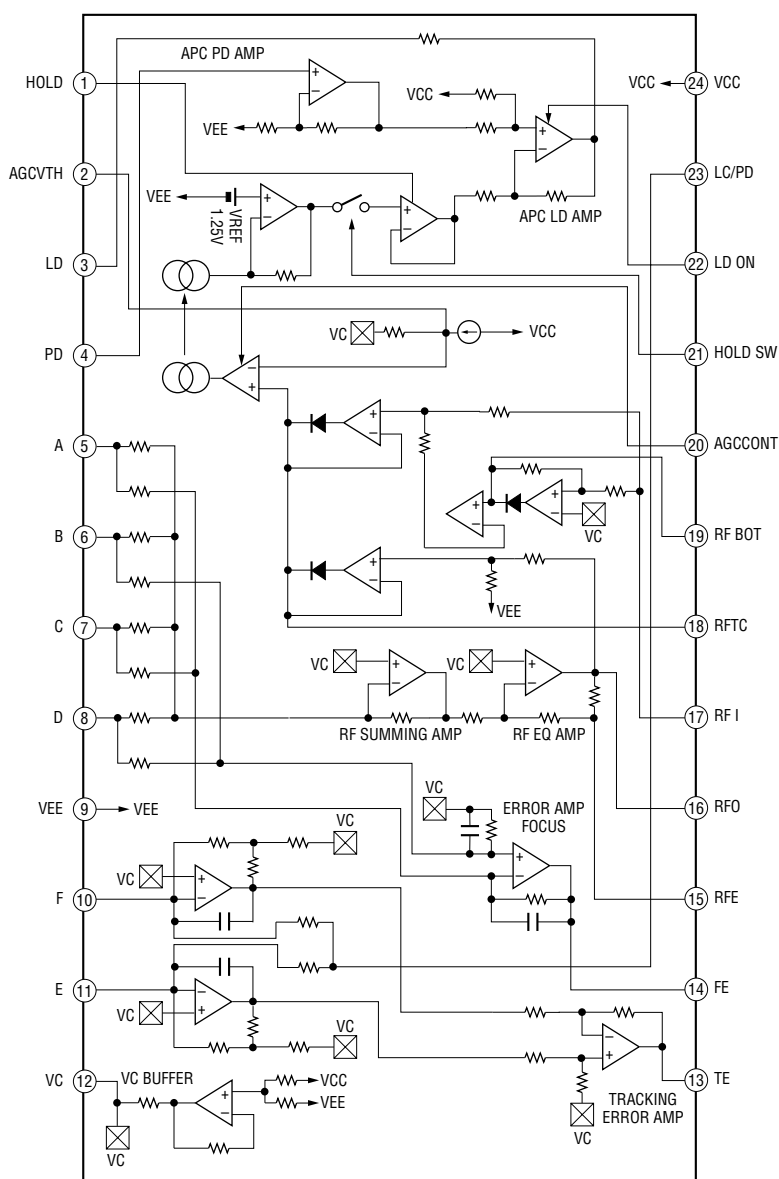 APC PD AMP
HOLD 1
VCC
24 VCC
VCC
VEE
AGCVTH 2
23 LC/PD
VEE
VREF
1.25V
APC LD AMP
LD 3
22 LD ON
VC
VCC
PD 4
21 HOLD SW
A 5
20 AGCCONT
B 6
VC
19 RF BOT
VEE
C 7
18 RFTC
VC
VC
D 8
RF SUMMING AMP
RF EQ AMP
17 RF I
VEE 9
VEE
VC
VC
ERROR AMP
FOCUS
16 RFO
VC
F 10
15 RFE
E 11
14 FE
VC
VC
VC 12
VC BUFFER
VCC
VEE
13 TE
TRACKING
ERROR AMP
VC
VC